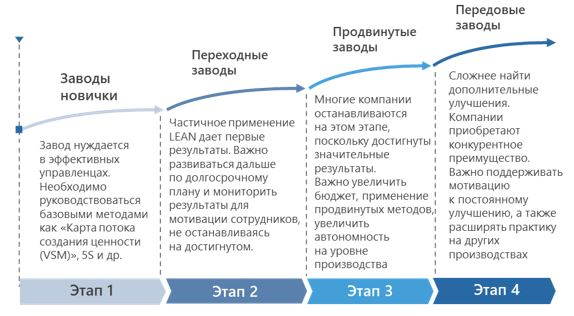 Заводы
новички
Завод нуждается
в эффективных
управленцах.
Необходимо
руководствоваться
базовыми методами
как «Карта потока
создания ценности
(VSM)», 5S и др.
Этап 1
Переходные
заводы
Частичное применение
LEAN дает первые
результаты. Важно
развиваться дальше
по долгосрочному
плану и мониторить
результаты для
мотивации сотрудников,
не останавливаясь
на достигнутом.
Этап 2
Продвинутые
заводы
Многие компании
останавливаются
на этом этапе,
поскольку достигнуты
значительные
результаты.
Важно увеличить
бюджет, применение
продвинутых методов,
увеличить
автономность
на уровне
производства
Этап 3
Передовые
заводы
Сложнее найти
дополнительные
улучшения.
Компании
приобретают
конкурентное
преимущество.
Важно поддерживать
мотивацию
к постоянному
улучшению, а также
расширять практику
на других
производствах
Этап 4